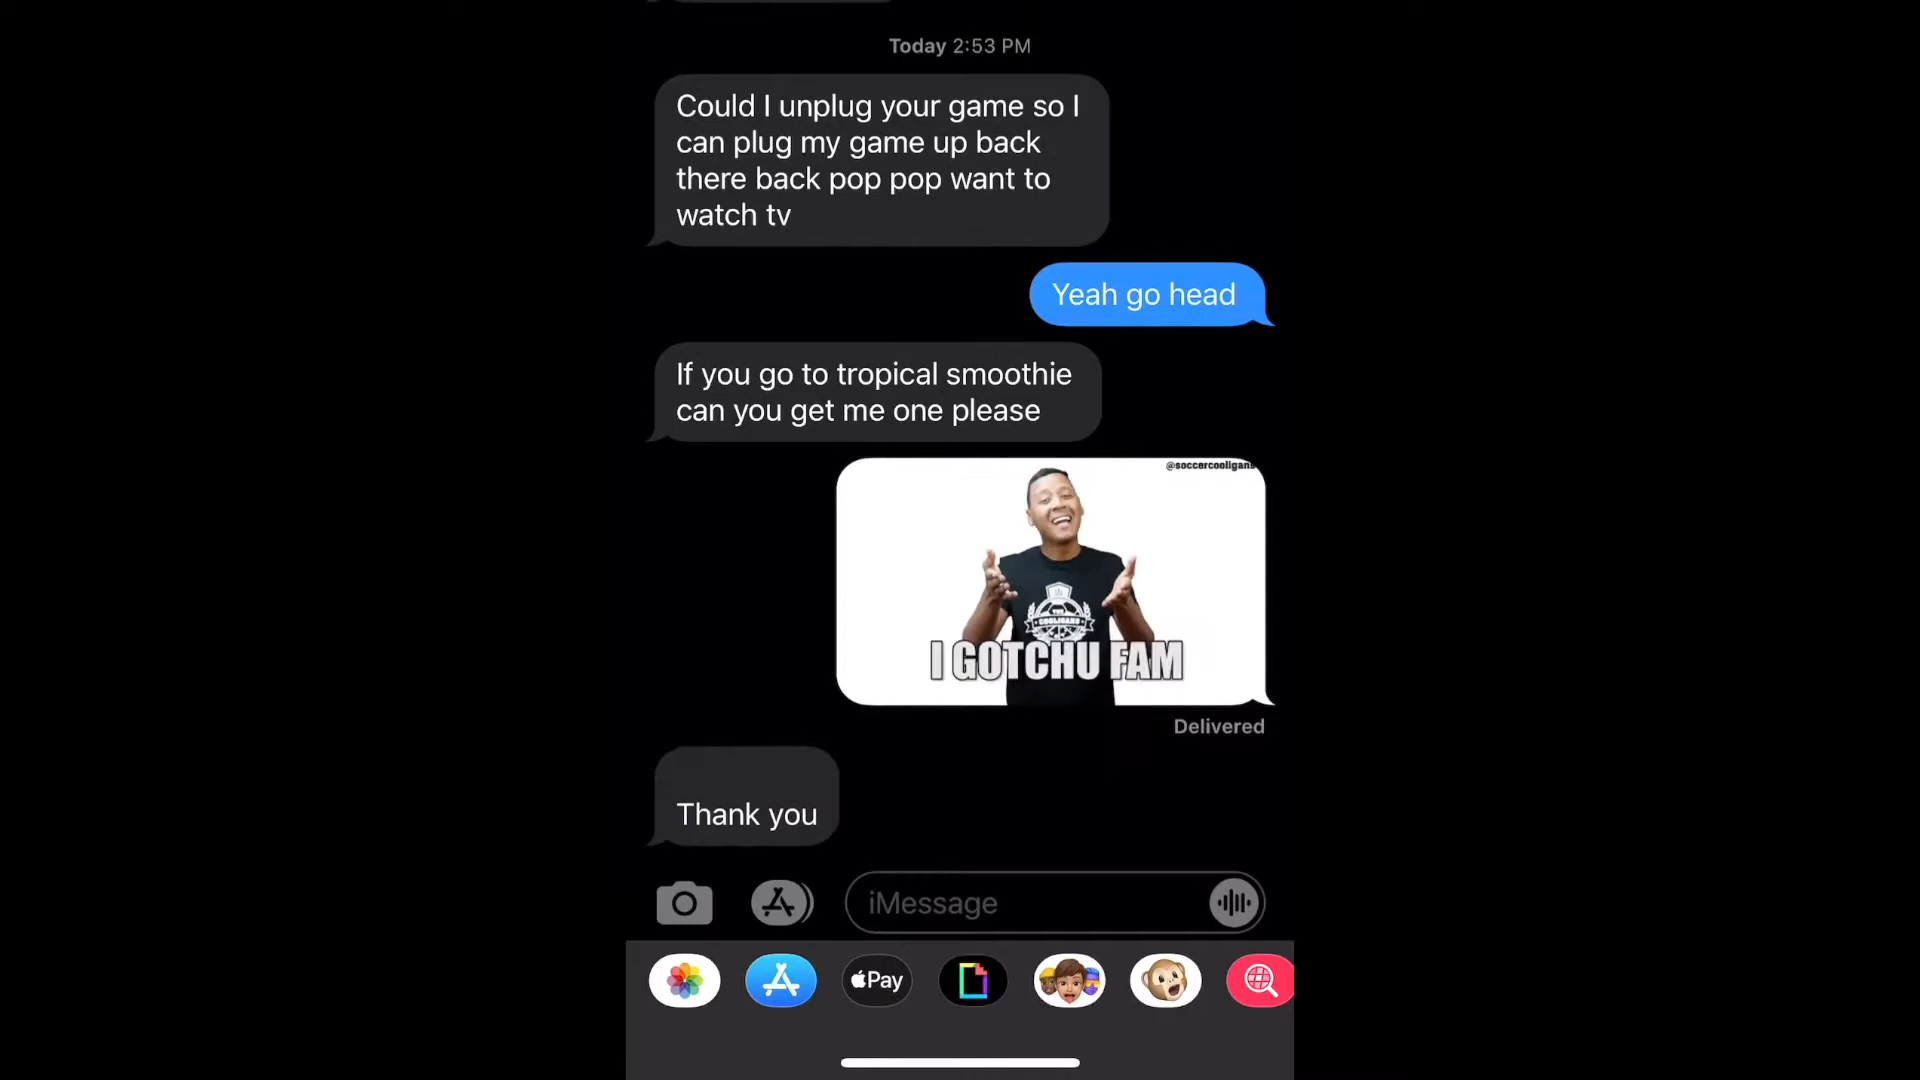 Today 2:53 PM
Could I unplug your game so I
can plug my game up back
there back pop pop want to
watch tv
Yeah go head
If you go to tropical smoothie
can you get me one please
@soccercooligans
THE
COOLIGANS
I GOTCHU FAM
Delivered
Thank you
iMessage
Pay